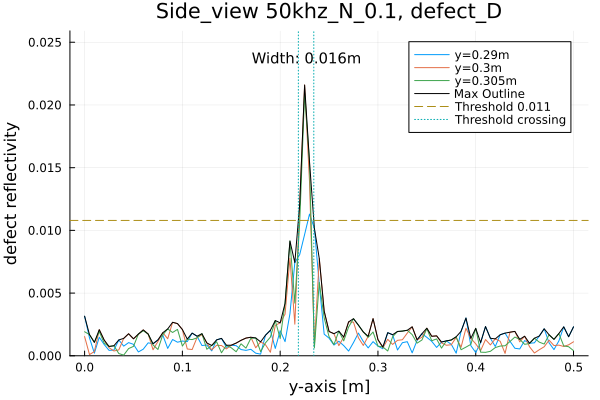 Side_view 50khz_N_0.1, defect_D
Width: 0.016m
y=0.29m
y=0.3m
y=0.305m
Max Outline
Threshold 0.011
Threshold crossing
defect reflectivity
0.025
0.020
0.015
0.010
0.005
0.000
0.0 0.1 0.2 0.3 0.4 0.5
y-axis [m]